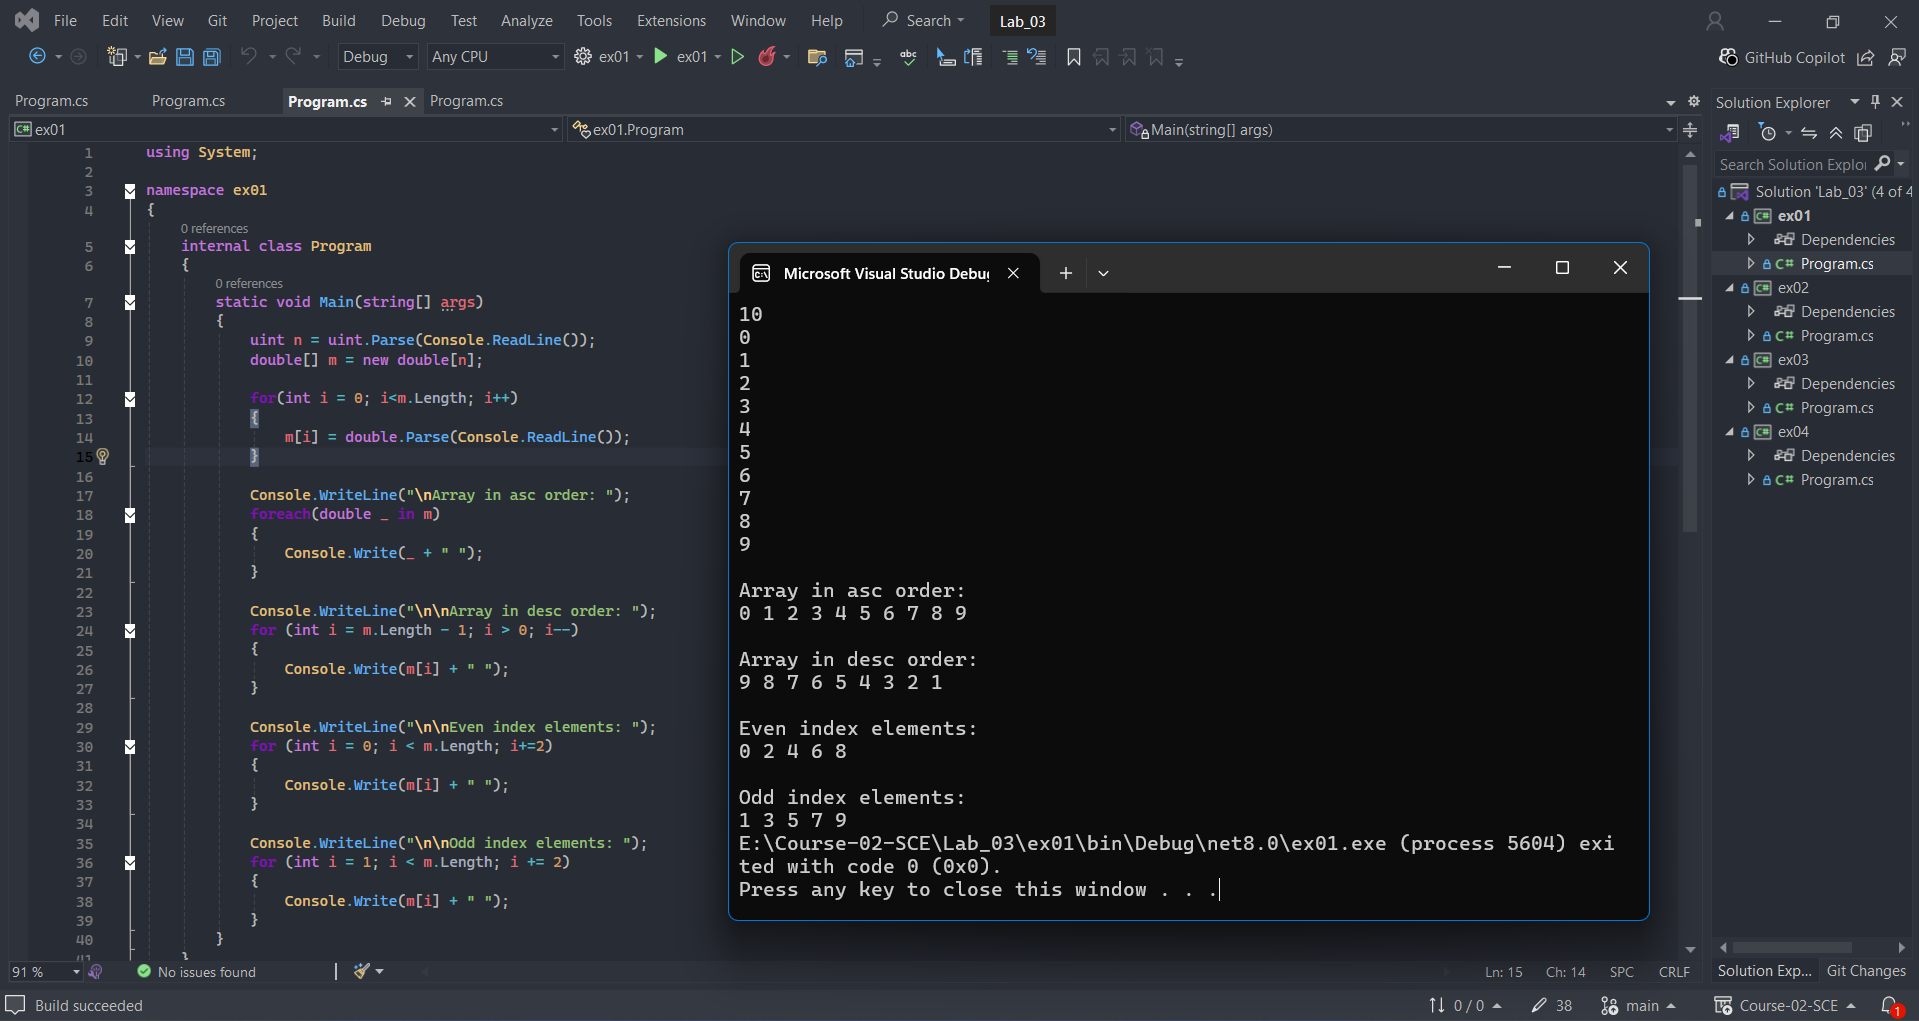 File Edit View Git Project Build Debug Test Analyze Tools Extensions Window Help Search Lab_03
Debug Any CPU ex01 ex01 abc GitHub Copilot
Program.cs Program.cs Program.cs Program.cs
C# ex01 ex01.Program Main(string[] args)
1 using System;
2
3 namespace ex01
4 {
0 references
5 internal class Program
6 {
0 references
7 static void Main(string[] args)
8 {
9 uint n = uint.Parse(Console.ReadLine());
10 double[] m = new double[n];
11
12 for(int i = 0; i<m.Length; i++)
13 {
14 m[i] = double.Parse(Console.ReadLine());
15 }
16
17 Console.WriteLine("\nArray in asc order: ");
18 foreach(double _ in m)
19 {
20 Console.Write(_ + " ");
21 }
22
23 Console.WriteLine("\n\nArray in desc order: ");
24 for (int i = m.Length - 1; i > 0; i--)
25 {
26 Console.Write(m[i] + " ");
27 }
28
29 Console.WriteLine("\n\nEven index elements: ");
30 for (int i = 0; i < m.Length; i+=2)
31 {
32 Console.Write(m[i] + " ");
33 }
34
35 Console.WriteLine("\n\nOdd index elements: ");
36 for (int i = 1; i < m.Length; i += 2)
37 {
38 Console.Write(m[i] + " ");
39 }
40 }
41 }
Microsoft Visual Studio Debug
10
0
1
2
3
4
5
6
7
8
9
Array in asc order:
0 1 2 3 4 5 6 7 8 9
Array in desc order:
9 8 7 6 5 4 3 2 1
Even index elements:
0 2 4 6 8
Odd index elements:
1 3 5 7 9
E:\Course-02-SCE\Lab_03\ex01\bin\Debug\net8.0\ex01.exe (process 5604) exi
ted with code 0 (0x0).
Press any key to close this window . . .
Solution Explorer
Search Solution Explo
Solution 'Lab_03' (4 of 4
C# ex01
Dependencies
C# Program.cs
C# ex02
Dependencies
C# Program.cs
C# ex03
Dependencies
C# Program.cs
C# ex04
Dependencies
C# Program.cs
91 % No issues found Ln: 15 Ch: 14 SPC CRLF
Solution Exp... Git Changes
Build succeeded 0 / 0 38 main Course-02-SCE 1